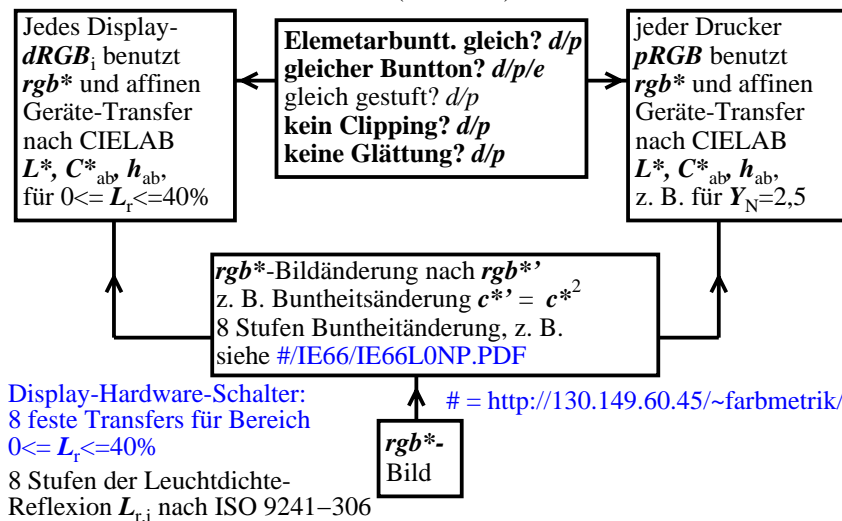 Jedes Display-
dRGBi benutzt
rgb* und affinen
Geräte-Transfer
nach CIELAB
L*, C*ab, hab,
für 0<= Lr<=40%
Elemetarbuntt. gleich? d/p
gleicher Buntton? d/p/e
gleich gestuft? d/p
kein Clipping? d/p
keine Glättung? d/p
jeder Drucker
pRGB benutzt
rgb* und affinen
Geräte-Transfer
nach CIELAB
L*, C*ab, hab,
z. B. für YN=2,5
rgb*-Bildänderung nach rgb*’
z. B. Buntheitsänderung c*’ = c*2
8 Stufen Buntheitänderung, z. B.
siehe #/IE66/IE66L0NP.PDF
Display-Hardware-Schalter:
8 feste Transfers für Bereich
0<= Lr<=40%
8 Stufen der Leuchtdichte-
Reflexion Lr,i nach ISO 9241−306
# = http://130.149.60.45/~farbmetrik/
rgb*-
Bild